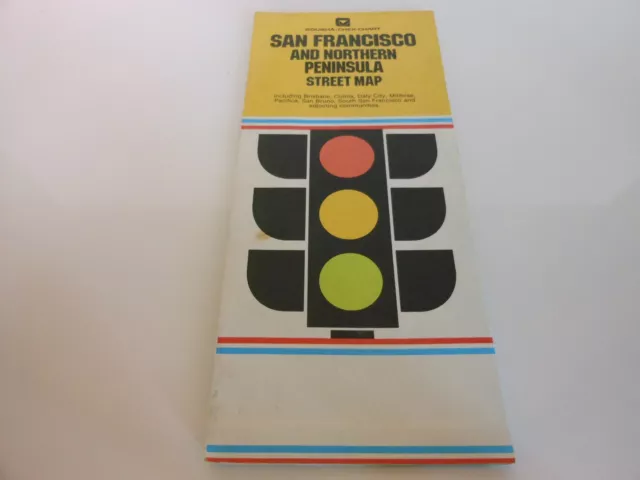 SAN FRANCISCO
AND NORTHERN
PENINSULA
STREET MAP
including Brisbane, Colma, Daly City, Millbrae,
Pacifica, San Bruno, South San Francisco and
adjoining communities.